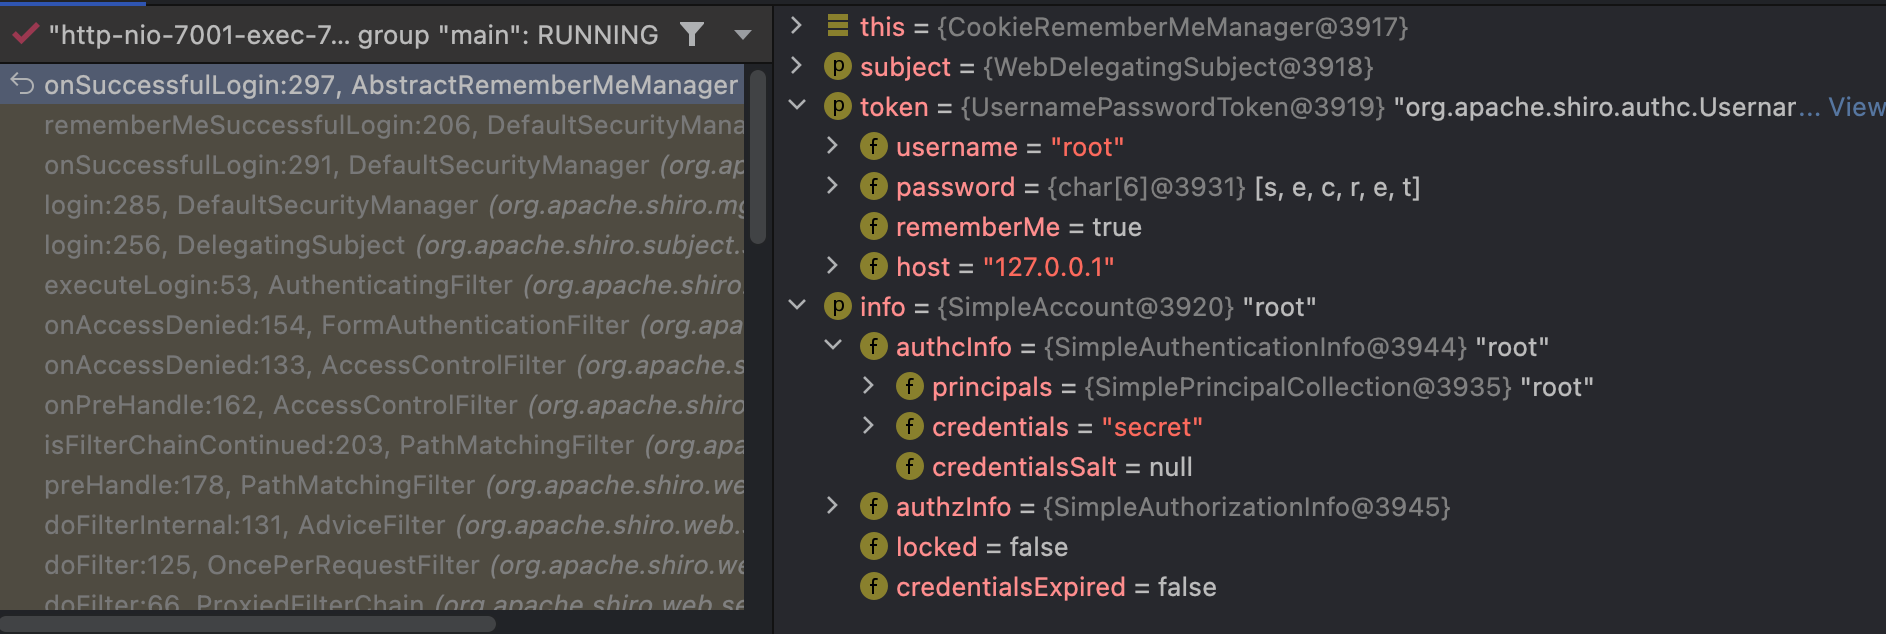 "http-nio-7001-exec-7... group "main": RUNNING
onSuccessfulLogin:297, AbstractRememberMeManager
rememberMeSuccessfulLogin:206, DefaultSecurityMana
onSuccessfulLogin:291, DefaultSecurityManager (org.ap
login:285, DefaultSecurityManager (org.apache.shiro.mg
login:256, DelegatingSubject (org.apache.shiro.subject.
executeLogin:53, AuthenticatingFilter (org.apache.shiro.
onAccessDenied:154, FormAuthenticationFilter (org.apa
onAccessDenied:133, AccessControlFilter (org.apache.s
onPreHandle:162, AccessControlFilter (org.apache.shiro
isFilterChainContinued:203, PathMatchingFilter (org.apa
preHandle:178, PathMatchingFilter (org.apache.shiro.we
doFilterInternal:131, AdviceFilter (org.apache.shiro.web.
doFilter:125, OncePerRequestFilter (org.apache.shiro.we
doFilter:66, ProxiedFilterChain (org.apache.shiro.web.se
this = {CookieRememberMeManager@3917}
p subject = {WebDelegatingSubject@3918}
p token = {UsernamePasswordToken@3919} "org.apache.shiro.authc.Usernar... View
f username = "root"
f password = {char[6]@3931} [s, e, c, r, e, t]
f rememberMe = true
f host = "127.0.0.1"
p info = {SimpleAccount@3920} "root"
f authcInfo = {SimpleAuthenticationInfo@3944} "root"
f principals = {SimplePrincipalCollection@3935} "root"
f credentials = "secret"
f credentialsSalt = null
f authzInfo = {SimpleAuthorizationInfo@3945}
f locked = false
f credentialsExpired = false